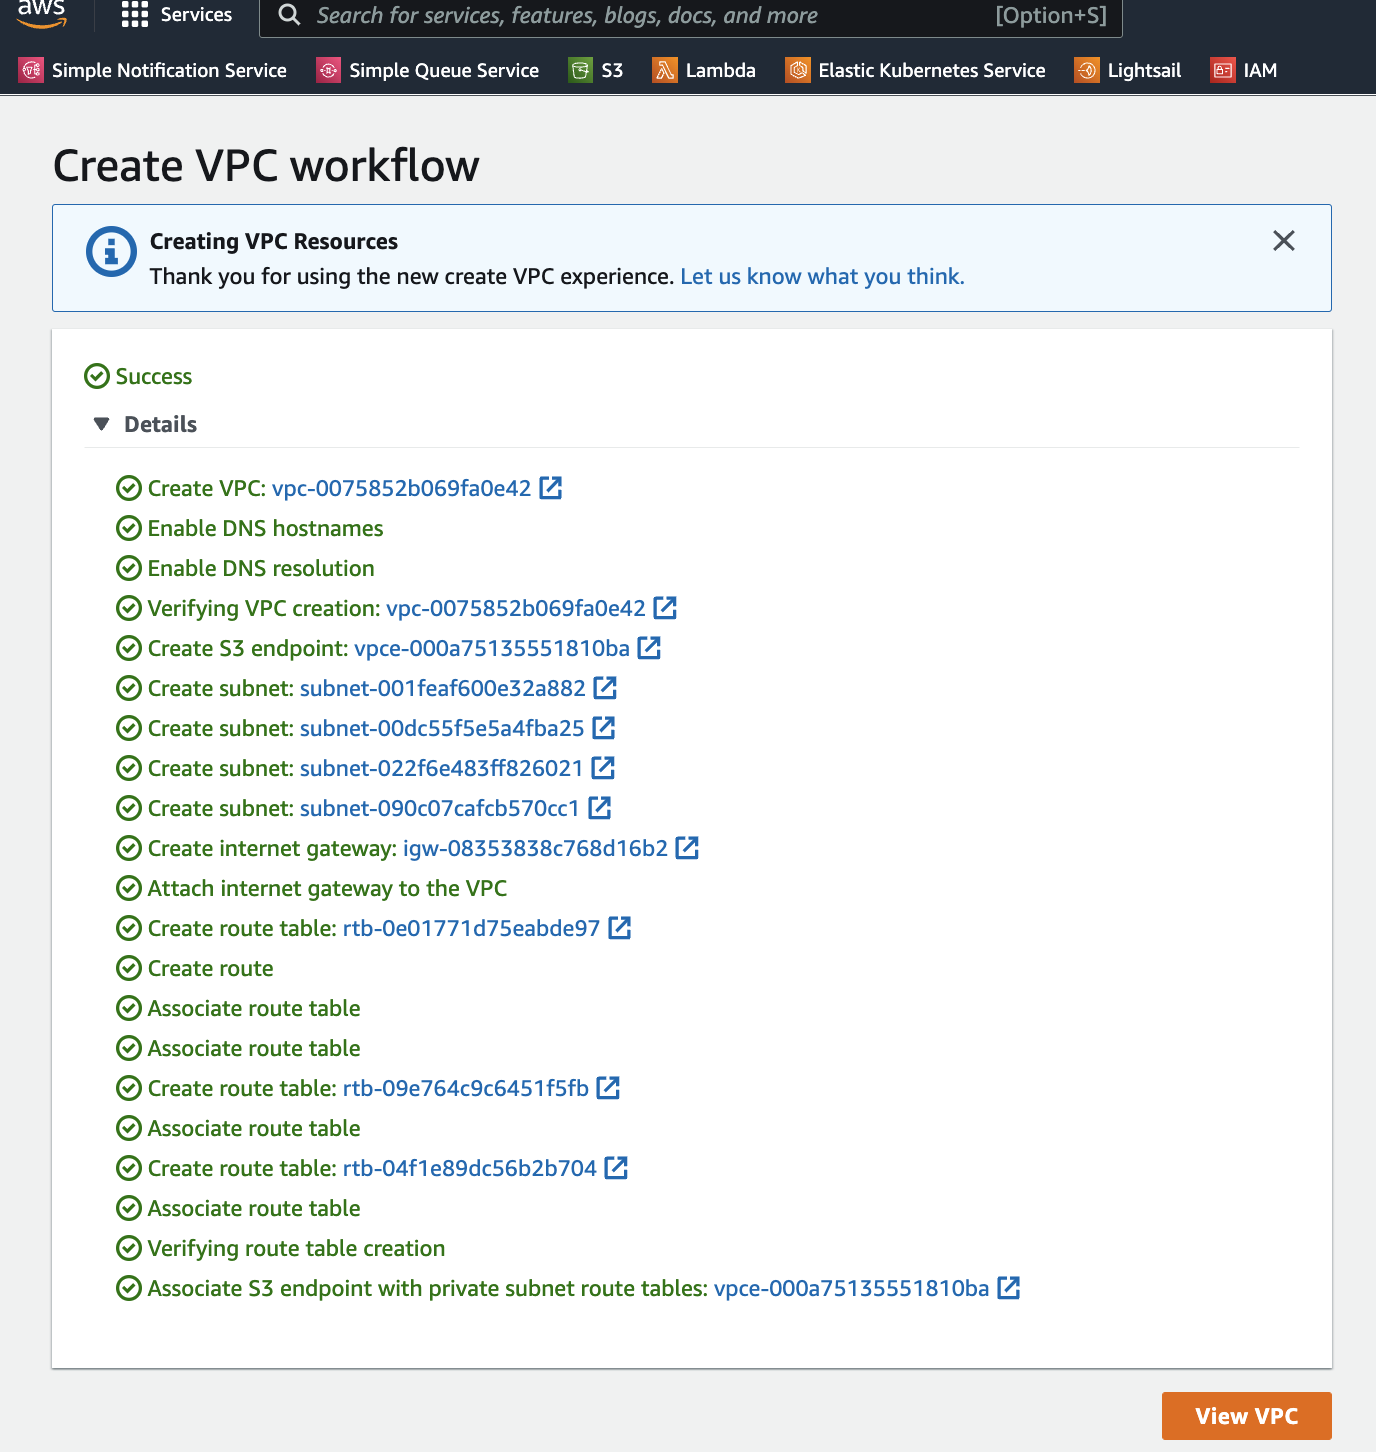 aws
Services
Search for services, features, blogs, docs, and more
[Option+S]
Simple Notification Service
Simple Queue Service
S3
Lambda
Elastic Kubernetes Service
Lightsail
IAM
Create VPC workflow
Creating VPC Resources
Thank you for using the new create VPC experience. Let us know what you think.
Success
Details
Create VPC: vpc-0075852b069fa0e42
Enable DNS hostnames
Enable DNS resolution
Verifying VPC creation: vpc-0075852b069fa0e42
Create S3 endpoint: vpce-000a75135551810ba
Create subnet: subnet-001feaf600e32a882
Create subnet: subnet-00dc55f5e5a4fba25
Create subnet: subnet-022f6e483ff826021
Create subnet: subnet-090c07cafcb570cc1
Create internet gateway: igw-08353838c768d16b2
Attach internet gateway to the VPC
Create route table: rtb-0e01771d75eabde97
Create route
Associate route table
Associate route table
Create route table: rtb-09e764c9c6451f5fb
Associate route table
Create route table: rtb-04f1e89dc56b2b704
Associate route table
Verifying route table creation
Associate S3 endpoint with private subnet route tables: vpce-000a75135551810ba
View VPC